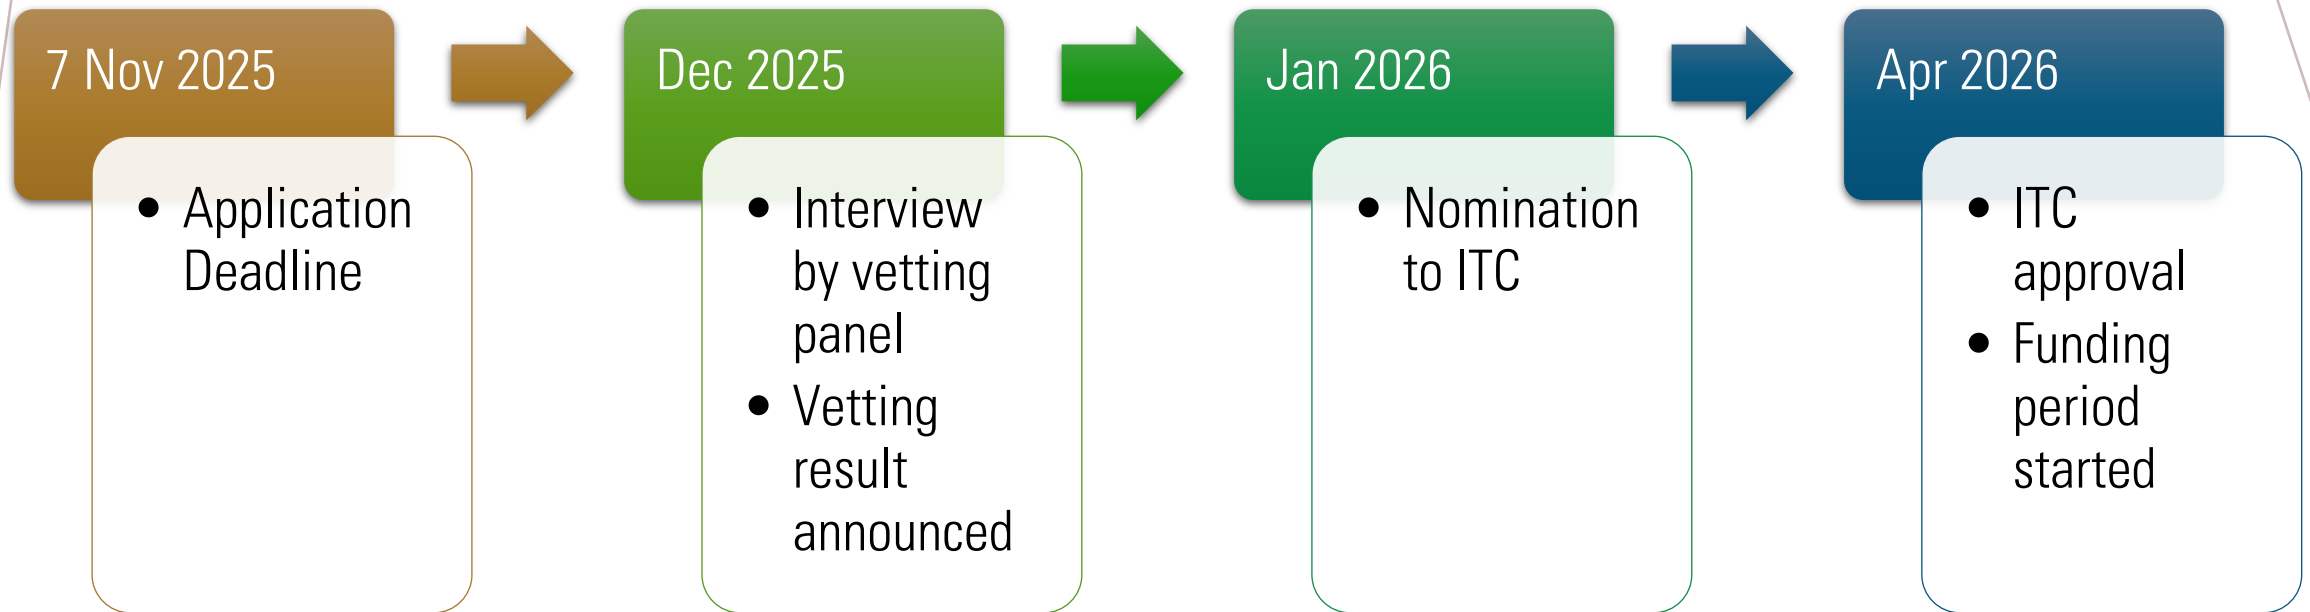 7 Nov 2025
• Application
Deadline
Dec 2025
• Interview
by vetting
panel
• Vetting
result
announced
Jan 2026
• Nomination
to ITC
Apr 2026
• ITC
approval
• Funding
period
started